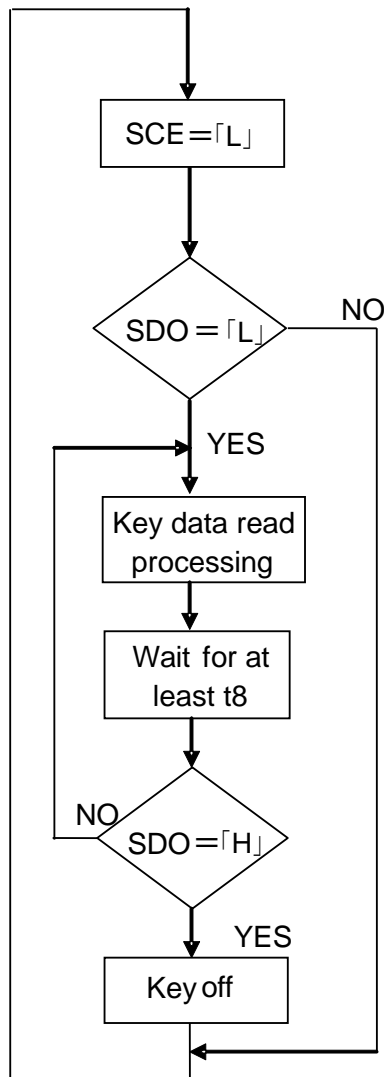 SCE＝｢L｣
SDO＝｢L｣
NO
YES
Key data read
processing
Wait for at
least t8
NO
SDO＝｢H｣
YES
Key off